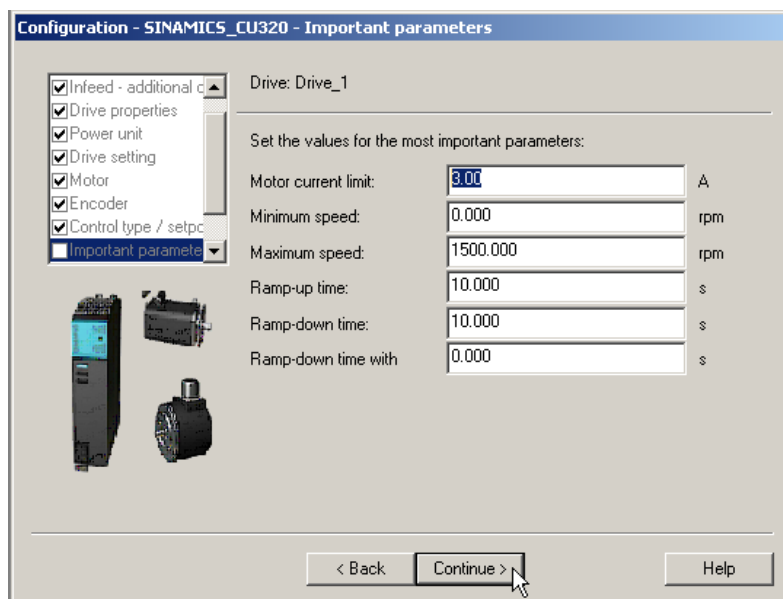 Configuration - SINAMICS_CU320 - Important parameters
Infeed - additional c
Drive properties
Power unit
Drive setting
Motor
Encoder
Control type / setpo
Important paramete
Drive: Drive_1
Set the values for the most important parameters:
Motor current limit: 3.00 A
Minimum speed: 0.000 rpm
Maximum speed: 1500.000 rpm
Ramp-up time: 10.000 s
Ramp-down time: 10.000 s
Ramp-down time with 0.000 s
< Back Continue > Help